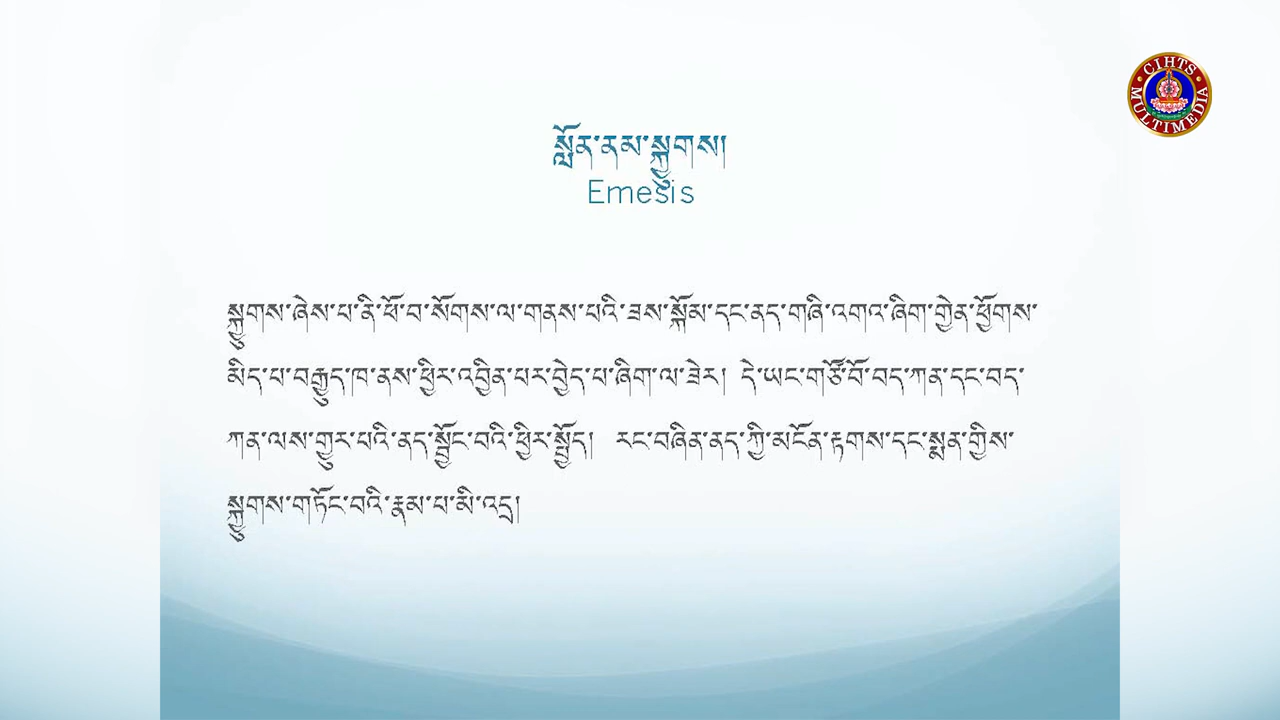 སློར་ནམ་སྐྱུགས།
Emesis
སྐྱུགས་ཞེས་པ་ནི་ཕོ་བ་སོགས་ལ་གནས་པའི་ཟས་སྐོམ་དང་ནད་གཞི་འགའ་ཞིག་གྱེན་ཕྱོགས་
མིད་པ་བརྒྱུད་ཁ་ནས་ཕྱིར་འབྱིན་པར་བྱེད་པ་ཞིག་ལ་ཟེར། དེ་ཡང་གཙོ་བོ་བད་ཀན་དང་བད་
ཀན་ལས་གྱུར་པའི་ནད་སྦྱོང་བའི་ཕྱིར་སྤྱོད། རང་བཞིན་ནད་ཀྱི་མངོན་རྟགས་དང་སྨན་གྱིས་
སྐྱུགས་གཏོང་བའི་རྣམ་པ་མི་འདྲ།
CIHTS
MULTIMEDIA